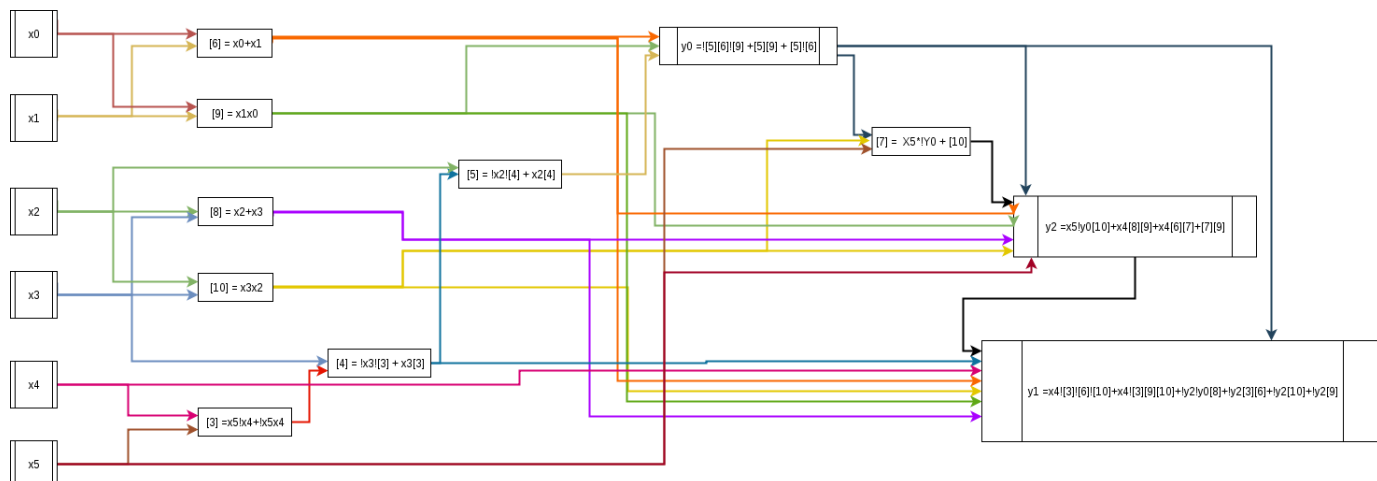 x0
[6] = x0+x1
y0 =![5][6]![9] +[5][9] + [5]![6]
x1
[9] = x1x0
[7] =  X5*!Y0 + [10]
[5] = !x2![4] + x2[4]
x2
[8] = x2+x3
y2 =x5!y0[10]+x4[8][9]+x4[6][7]+[7][9]
x3
[10] = x3x2
[4] = !x3![3] + x3[3]
x4
y1 =x4![3]![6]![10]+x4![3][9][10]+!y2!y0[8]+!y2[3][6]+!y2[10]+!y2[9]
[3] =x5!x4+!x5x4
x5